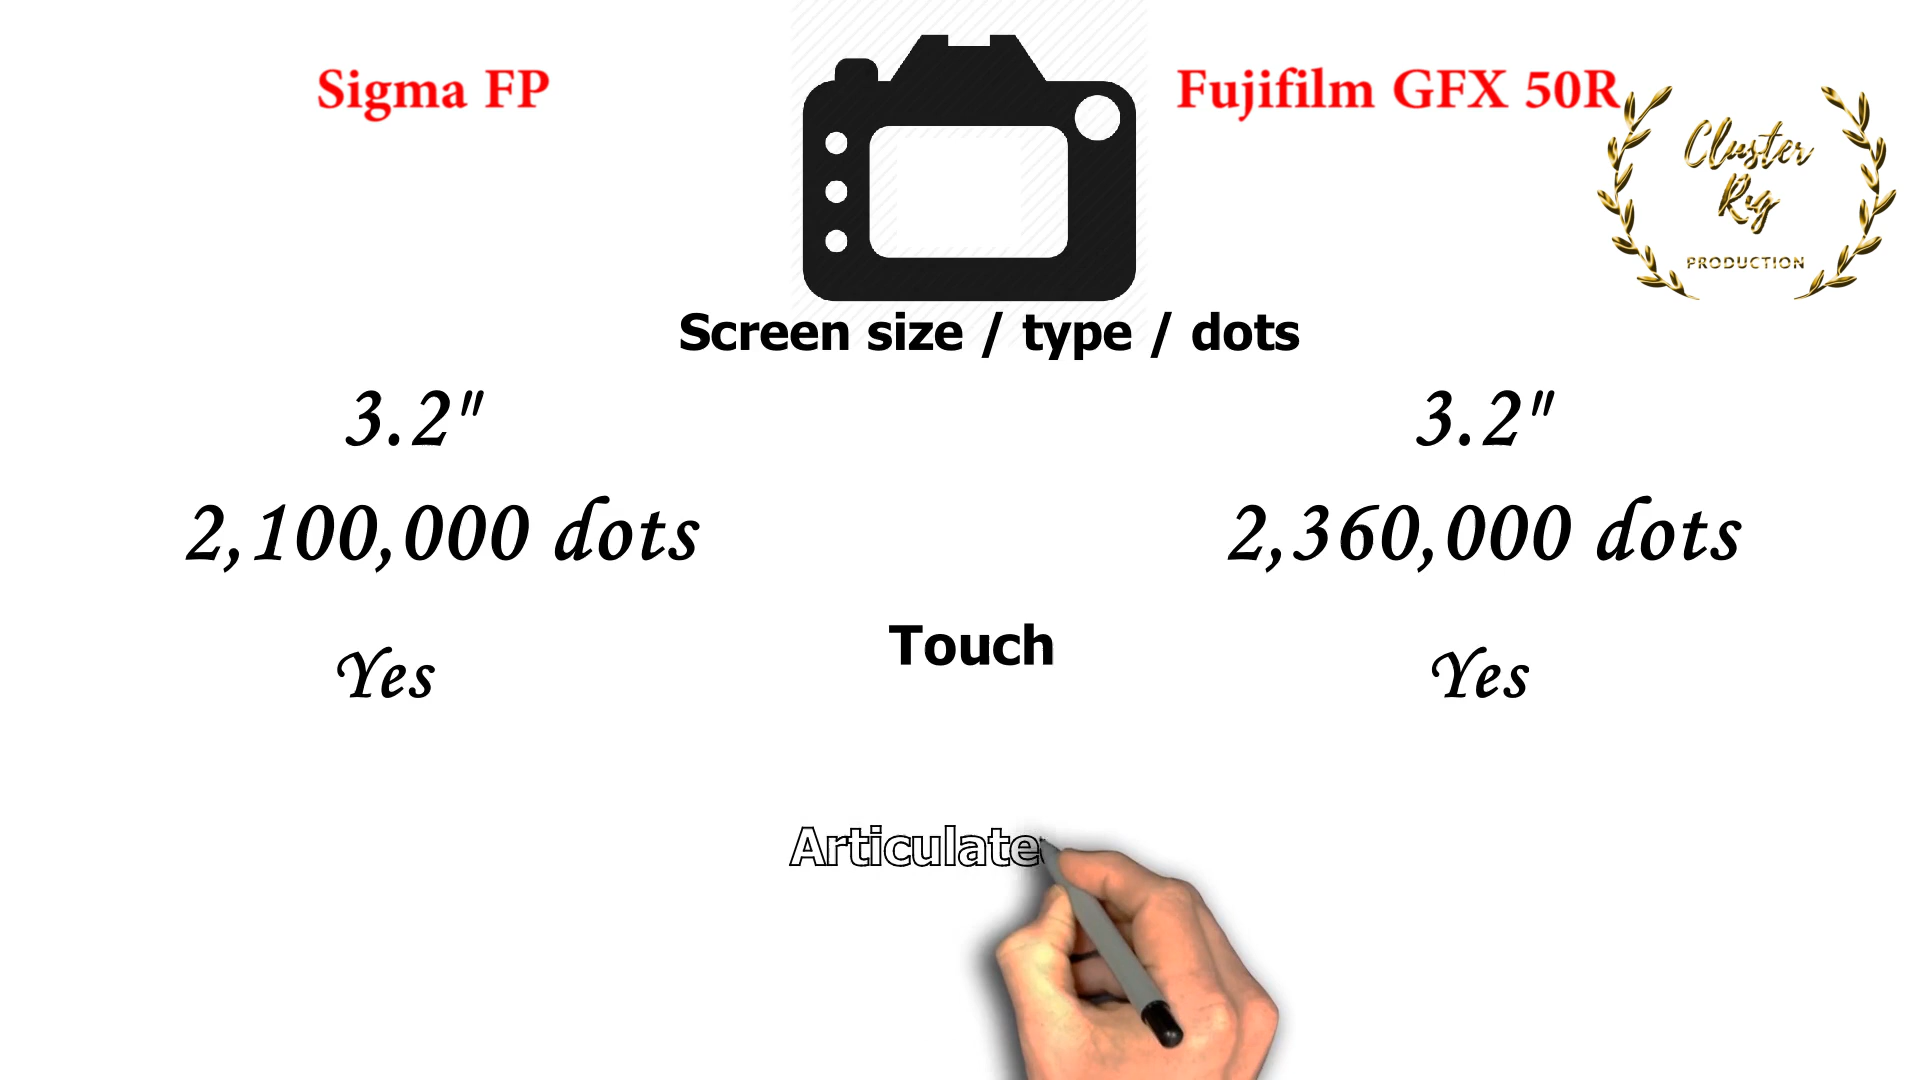 Sigma FP
Fujifilm GFX 50R
Cluster
Rig
PRODUCTION
Screen size / type / dots
3.2"
3.2"
2,100,000 dots
2,360,000 dots
Touch
Yes
Yes
Articulate